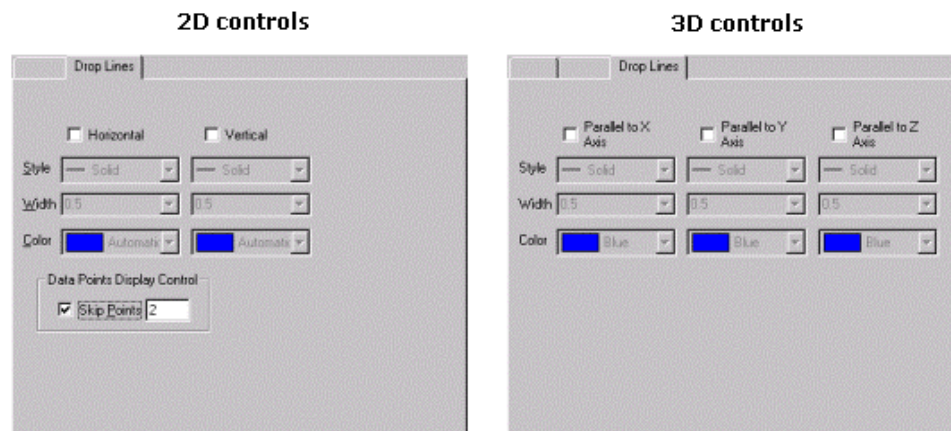 2D controls
Drop Lines
Horizontal Vertical
Style Solid Solid
Width 0.5 0.5
Color Automatic Automatic
Data Points Display Control
Skip Points 2
3D controls
Drop Lines
Parallel to X Axis Parallel to Y Axis Parallel to Z Axis
Style Solid Solid Solid
Width 0.5 0.5 0.5
Color Blue Blue Blue